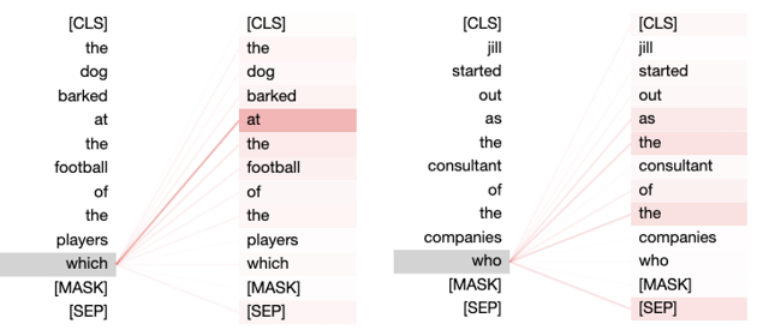 [CLS] [CLS] [CLS] [CLS]
the the jill jill
dog dog started started
barked barked out out
at at as as
the the the the
football football consultant consultant
of of of of
the the the the
players players companies companies
which which who who
[MASK] [MASK] [MASK] [MASK]
[SEP] [SEP] [SEP] [SEP]